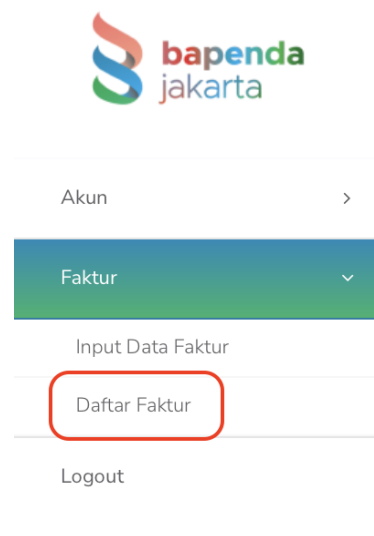 bapenda
jakarta
Akun
Faktur
Input Data Faktur
Daftar Faktur
Logout